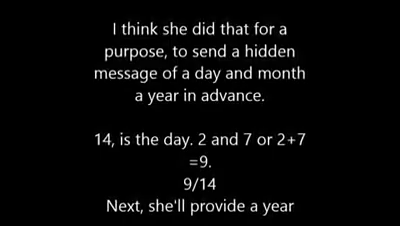 I think she did that for a
purpose, to send a hidden
message of a day and month
a year in advance.
14, is the day. 2 and 7 or 2+7
=9.
9/14
Next, she'll provide a year